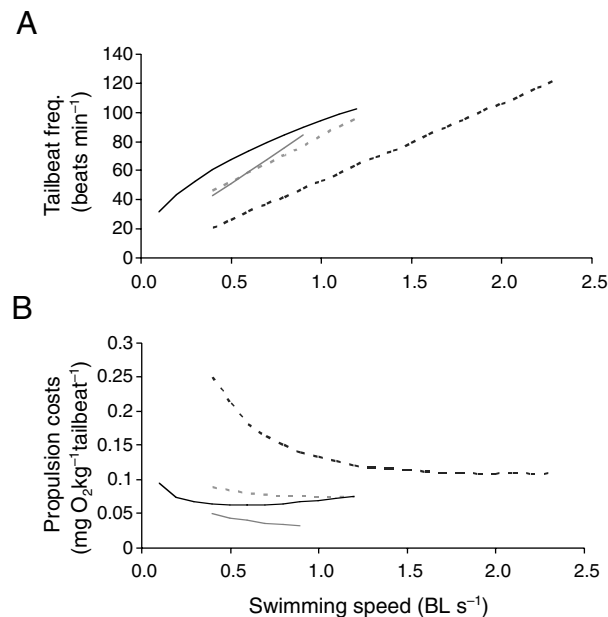 A
Tailbeat freq.
(beats min⁻¹)
140
120
100
80
60
40
20
0
0.0 0.5 1.0 1.5 2.0 2.5
B
Propulsion costs
(mg O₂kg⁻¹tailbeat⁻¹)
0.3
0.25
0.2
0.15
0.1
0.05
0
0.0 0.5 1.0 1.5 2.0 2.5
Swimming speed (BL s⁻¹)